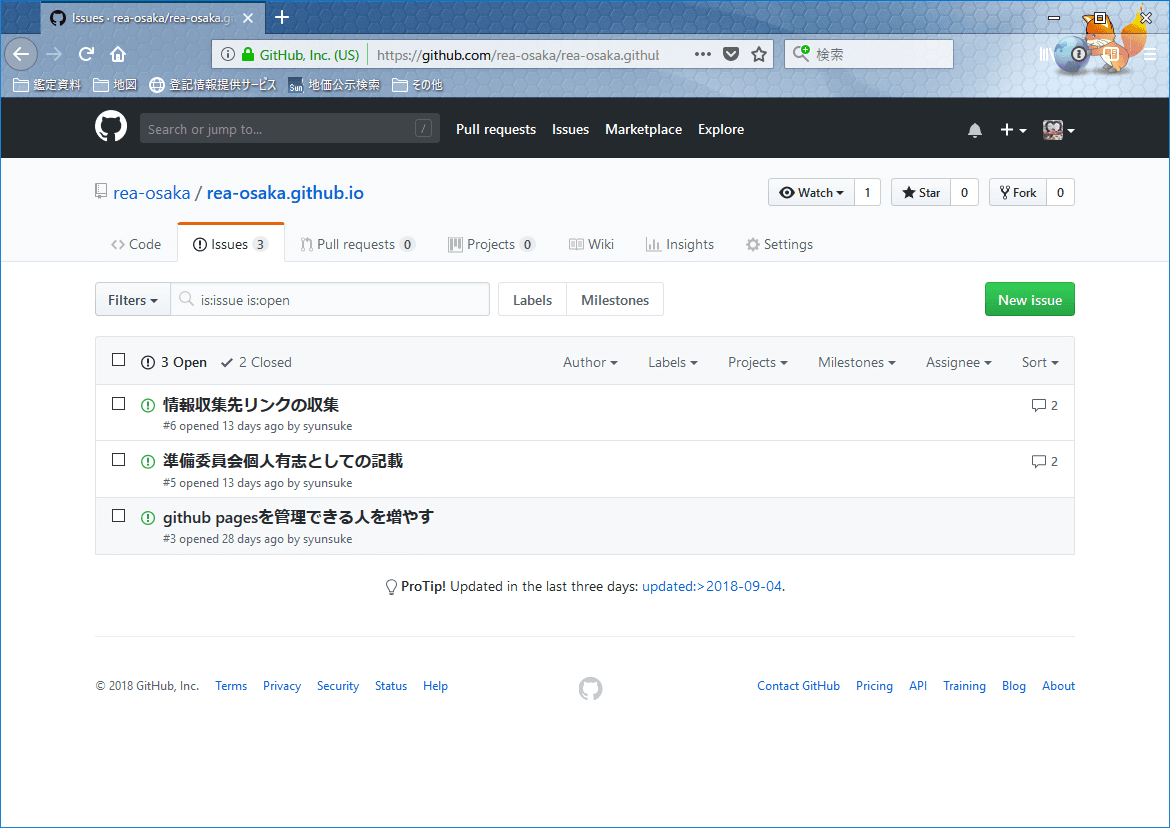 Issues · rea-osaka/rea-osaka.g
GitHub, Inc. (US) https://github.com/rea-osaka/rea-osaka.githul 検索
鑑定資料 地図 登記情報提供サービス Sun 地価公示検索 その他
Search or jump to... / Pull requests Issues Marketplace Explore
rea-osaka / rea-osaka.github.io Watch 1 Star 0 Fork 0
Code Issues 3 Pull requests 0 Projects 0 Wiki Insights Settings
Filters is:issue is:open Labels Milestones New issue
3 Open 2 Closed Author Labels Projects Milestones Assignee Sort
情報収集先リンクの収集 2
#6 opened 13 days ago by syunsuke
準備委員会個人有志としての記載 2
#5 opened 13 days ago by syunsuke
github pagesを管理できる人を増やす
#3 opened 28 days ago by syunsuke
ProTip! Updated in the last three days: updated:>2018-09-04.
© 2018 GitHub, Inc. Terms Privacy Security Status Help Contact GitHub Pricing API Training Blog About